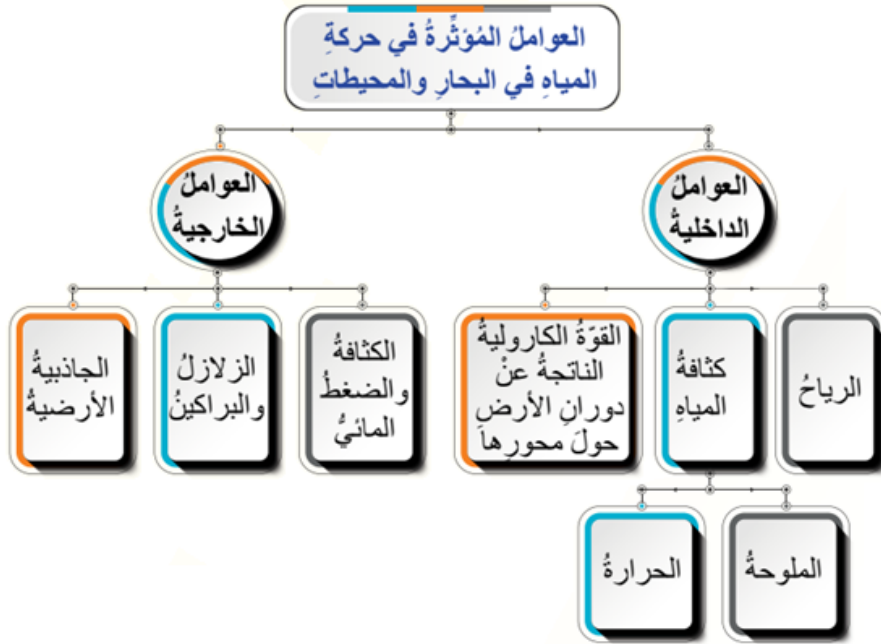 العواملُ المُؤثِّرةُ في حركةِ
المياهِ في البحارِ والمحيطاتِ
العواملُ
الداخليةُ
العواملُ
الخارجيةُ
الرياحُ
كثافةُ
المياهِ
القوّةُ الكاروليةُ
الناتجةُ عنْ
دورانِ الأرضِ
حولَ محورِها
الكثافةُ
والضغطُ
المائيُّ
الزلازلُ
والبراكينُ
الجاذبيةُ
الأرضيةُ
الملوحةُ
الحرارةُ